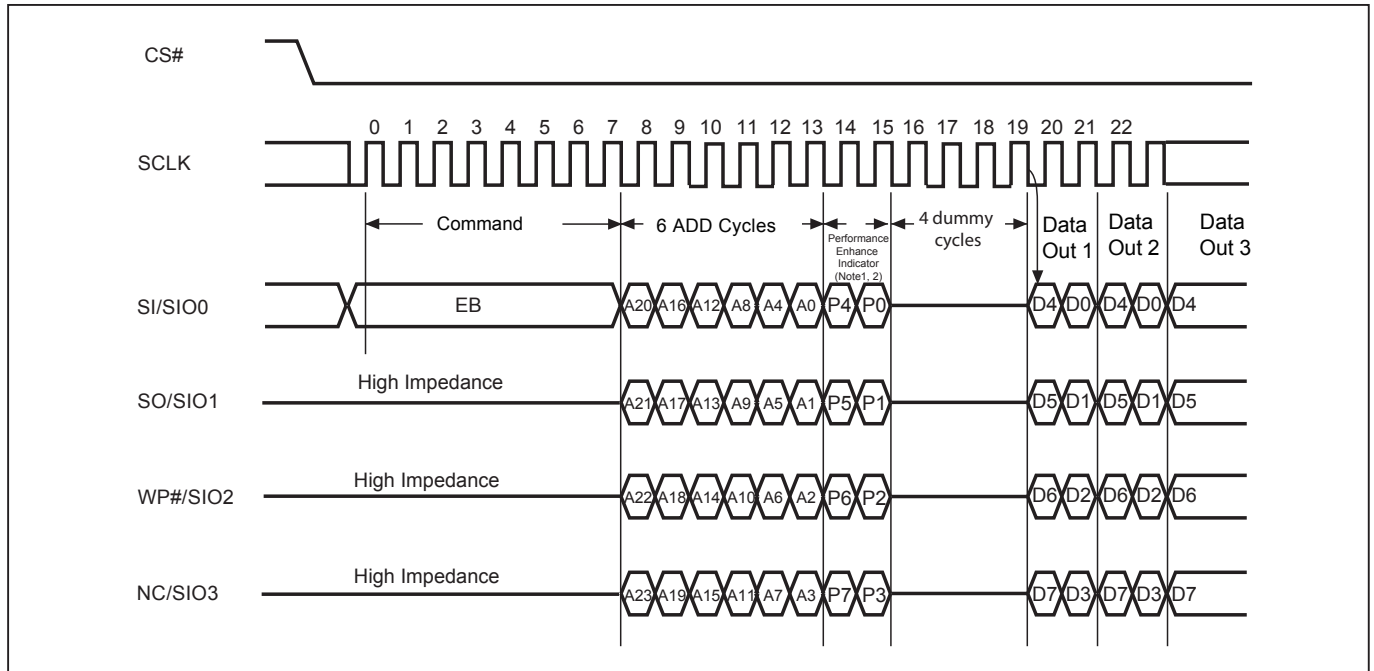 CS#
0 1 2 3 4 5 6 7 8 9 10 11 12 13 14 15 16 17 18 19 20 21 22
SCLK
Command
6 ADD Cycles
Performance
Enhance
Indicator
(Note1, 2)
4 dummy
cycles
Data
Out 1
Data
Out 2
Data
Out 3
SI/SIO0
EB
A20 A16 A12 A8 A4 A0 P4 P0
D4 D0 D4 D0 D4
High Impedance
SO/SIO1
A21 A17 A13 A9 A5 A1 P5 P1
D5 D1 D5 D1 D5
High Impedance
WP#/SIO2
A22 A18 A14 A10 A6 A2 P6 P2
D6 D2 D6 D2 D6
High Impedance
NC/SIO3
A23 A19 A15 A11 A7 A3 P7 P3
D7 D3 D7 D3 D7